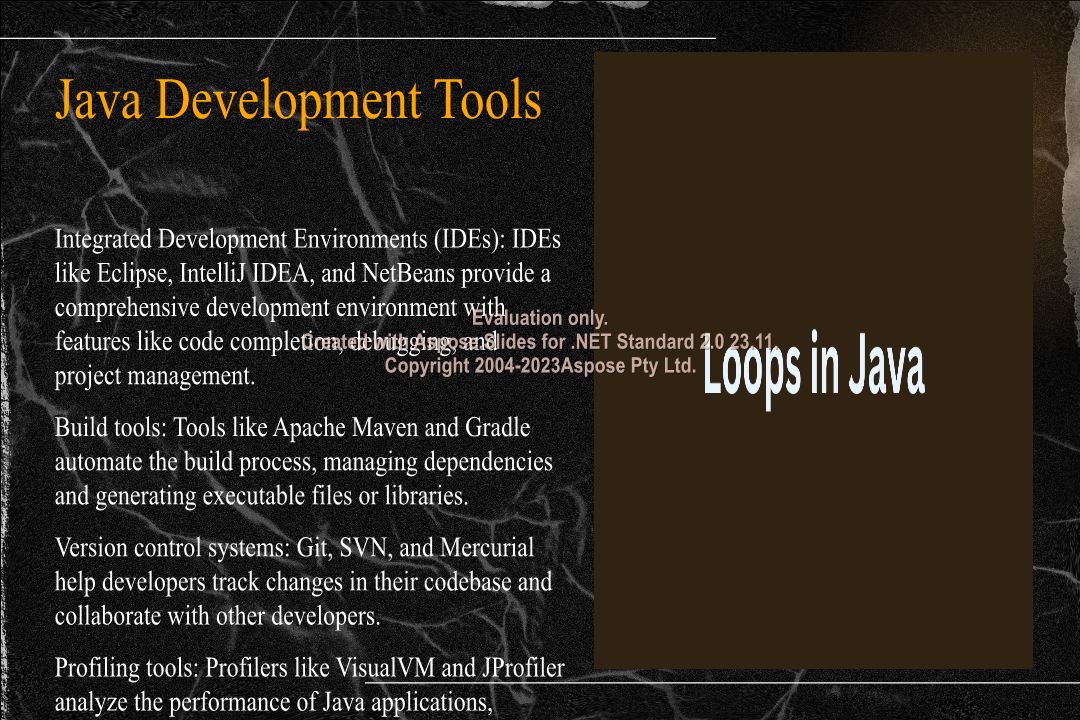 Java Development Tools
Integrated Development Environments (IDEs): IDEs
like Eclipse, IntelliJ IDEA, and NetBeans provide a
comprehensive development environment with
features like code completion, debugging, and
project management.
Build tools: Tools like Apache Maven and Gradle
automate the build process, managing dependencies
and generating executable files or libraries.
Version control systems: Git, SVN, and Mercurial
help developers track changes in their codebase and
collaborate with other developers.
Profiling tools: Profilers like VisualVM and JProfiler
analyze the performance of Java applications,
Evaluation only.
Created with Aspose.Slides for .NET Standard 2.0 23.11.
Copyright 2004-2023Aspose Pty Ltd.
Loops in Java